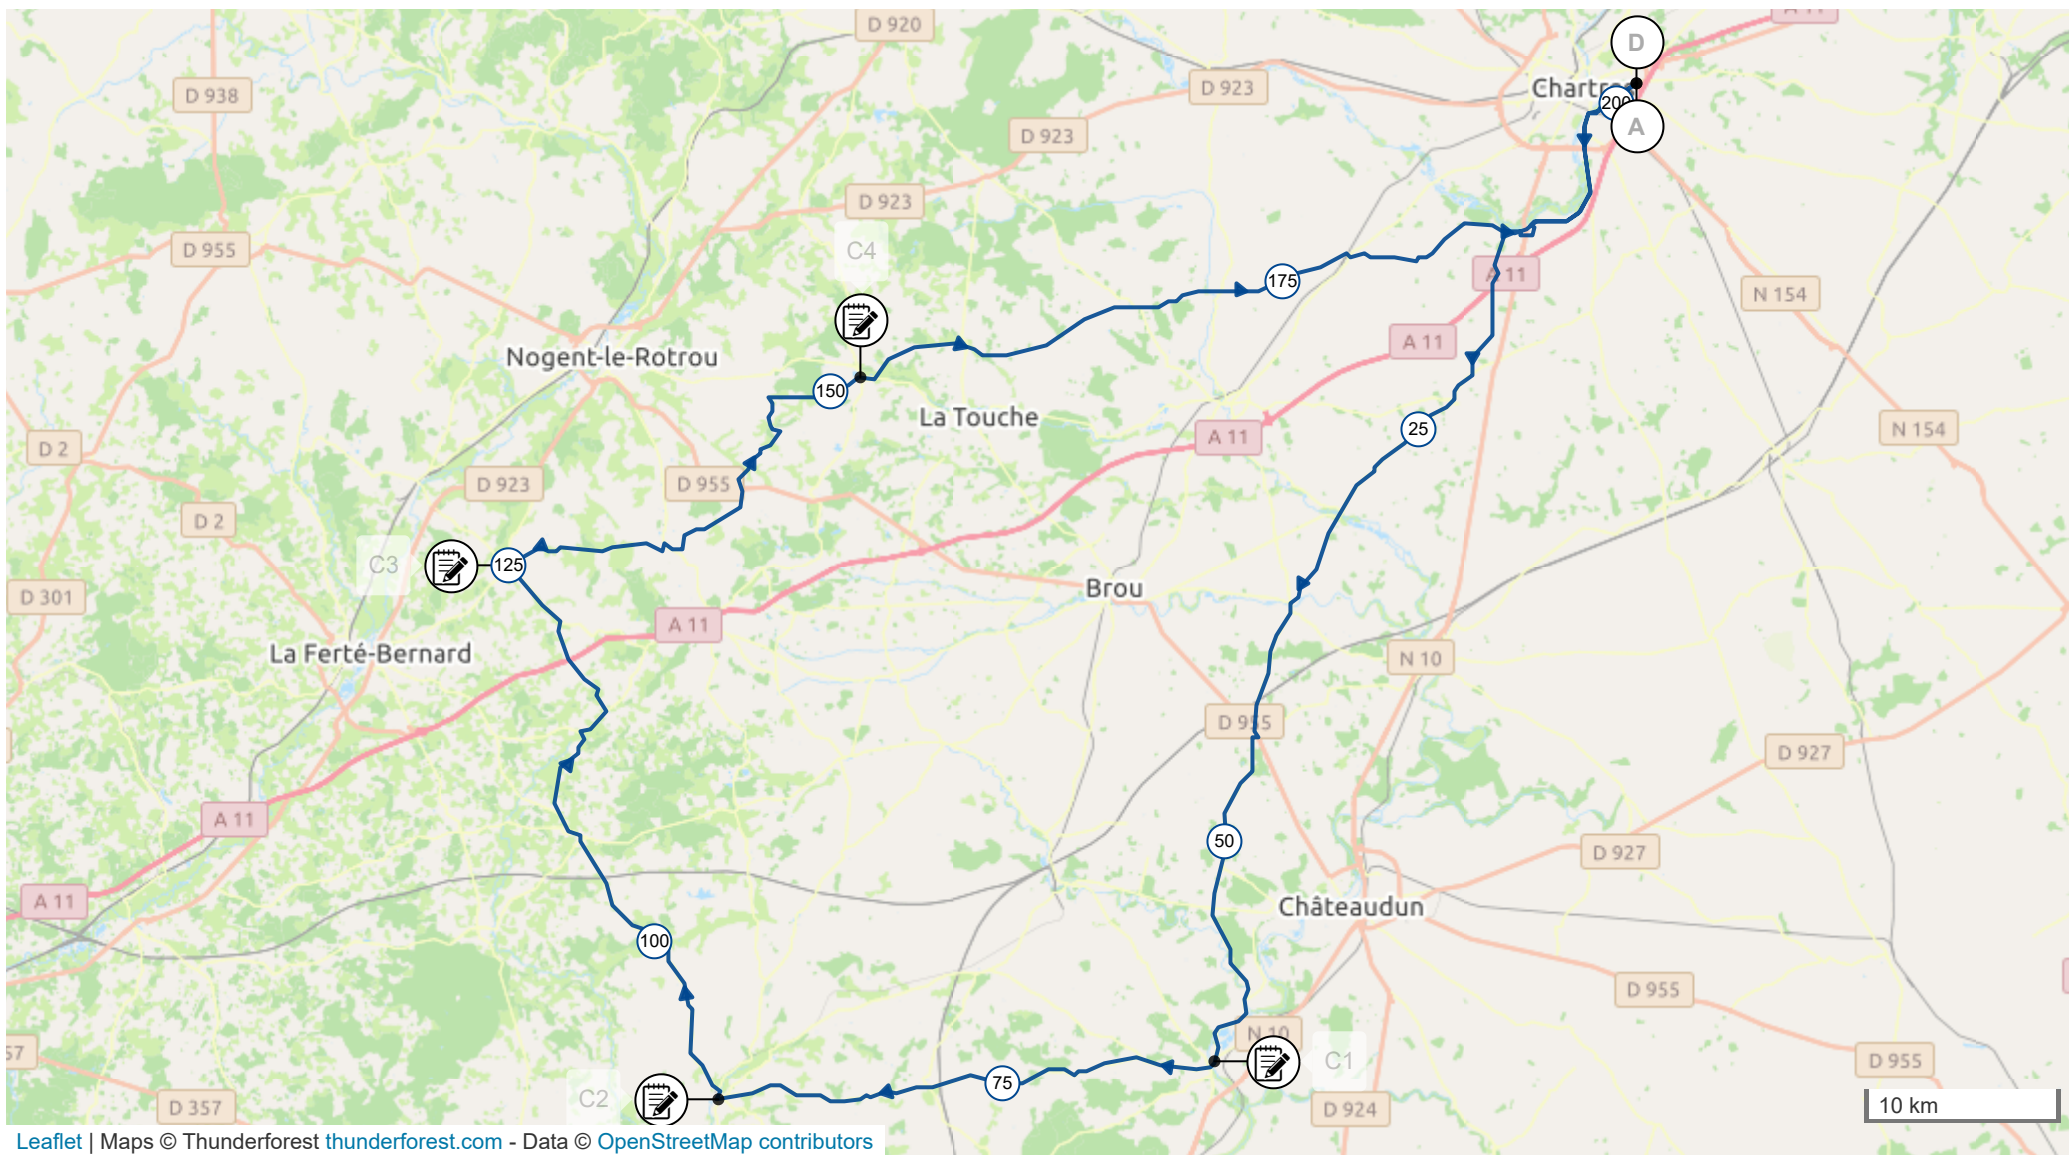 D 920
A 11
D
D 938
D 923
Chartres
200
A
D 923
D 923
D 955
C4
175
A 11
N 154
A 11
Nogent-le-Rotrou
150
La Touche
D 2
A 11
25
N 154
D 923
D 955
D 2
C3
125
Brou
D 301
A 11
La Ferté-Bernard
N 10
D 955
D 927
A 11
50
D 927
A 11
Châteaudun
100
D 955
N 10
C1
57
75
D 955
C2
D 357
D 924
10 km
Leaflet | Maps © Thunderforest thunderforest.com - Data © OpenStreetMap contributors